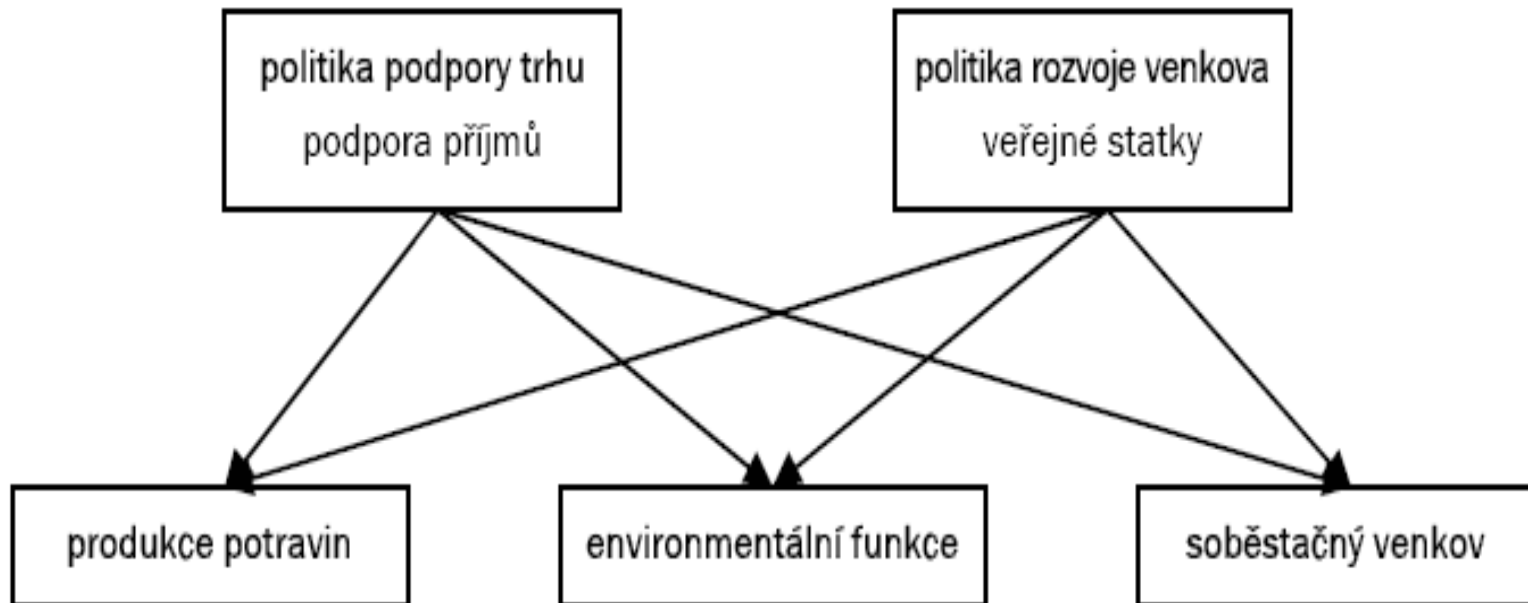 politika podpory trhu
podpora příjmů
politika rozvoje venkova
veřejné statky
produkce potravin
environmentální funkce
soběstačný venkov